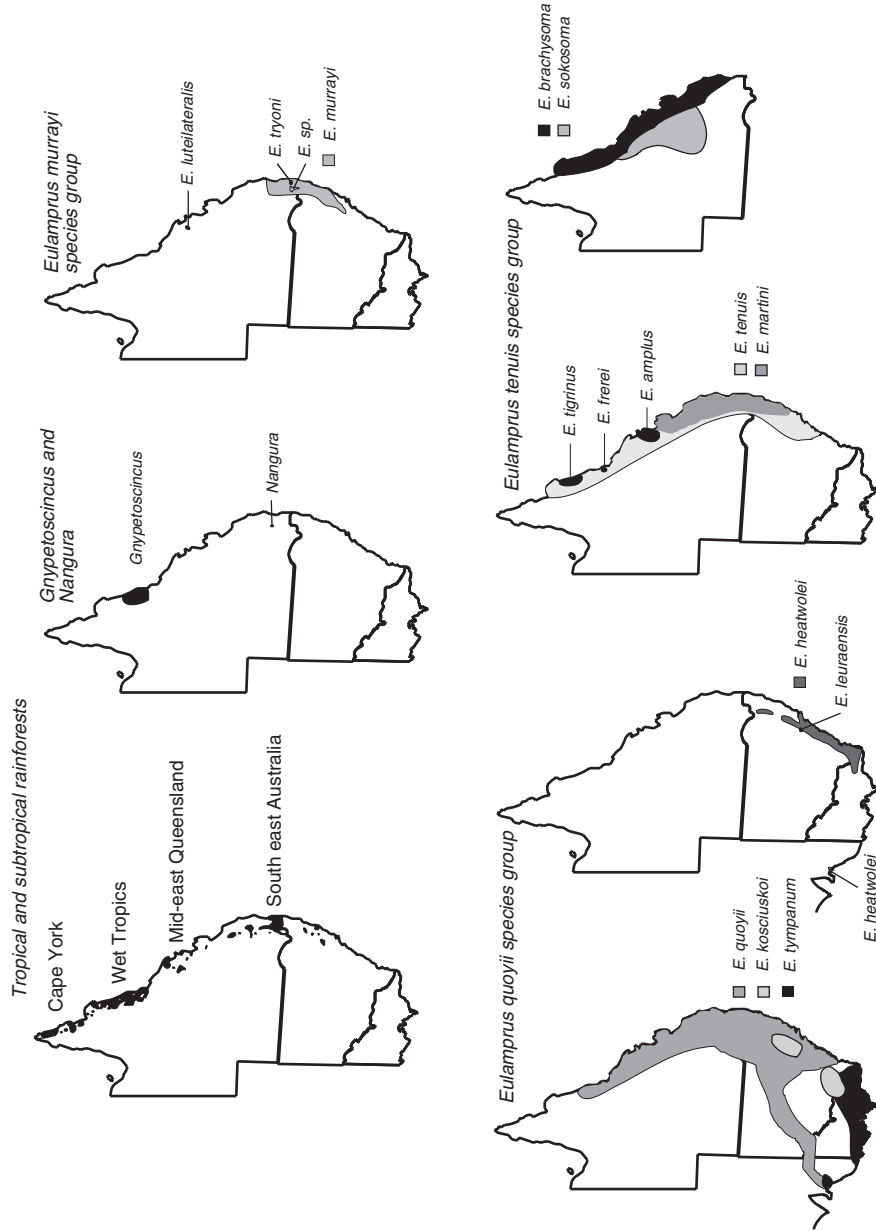 Tropical and subtropical rainforests
Cape York
Wet Tropics
Mid-east Queensland
South east Australia
Gnypetoscincus and
Nangura
Gnypetoscincus
Nangura
Eulamprus murrayi
species group
E. luteilateralis
E. tryoni
E. sp.
E. murrayi
Eulamprus quoyii species group
E. quoyii
E. kosciuskoi
E. tympanum
E. heatwolei
E. heatwolei
E. leuraensis
Eulamprus tenuis species group
E. tigrinus
E. frerei
E. amplus
E. tenuis
E. martini
E. brachysoma
E. sokosoma